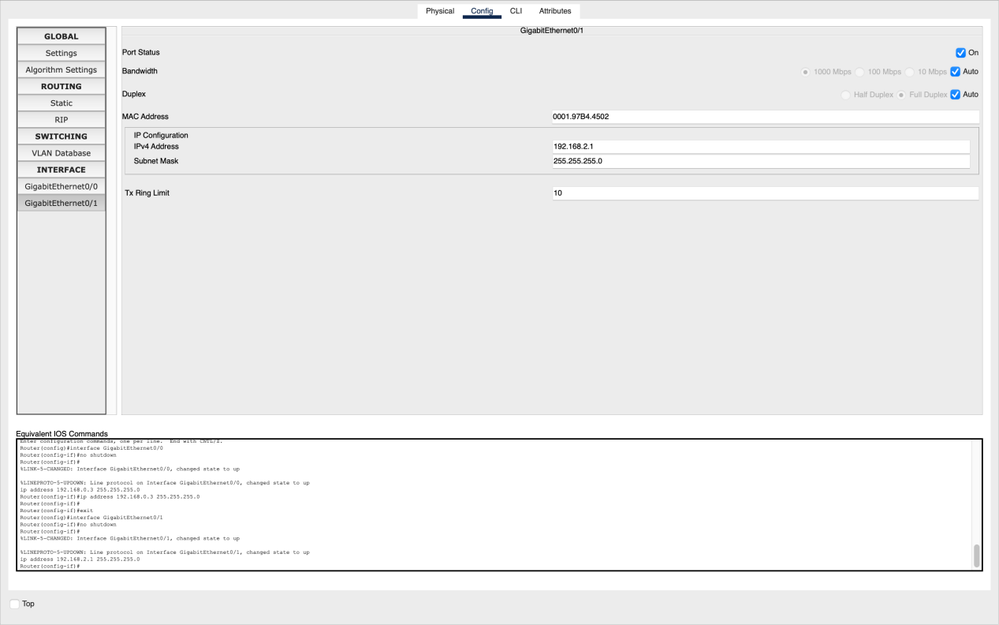 Physical Config CLI Attributes
GLOBAL
Settings
Algorithm Settings
ROUTING
Static
RIP
SWITCHING
VLAN Database
INTERFACE
GigabitEthernet0/0
GigabitEthernet0/1
GigabitEthernet0/1
Port Status On
Bandwidth 1000 Mbps 100 Mbps 10 Mbps Auto
Duplex Half Duplex Full Duplex Auto
MAC Address 0001.97B4.4502
IP Configuration
IPv4 Address 192.168.2.1
Subnet Mask 255.255.255.0
Tx Ring Limit 10
Equivalent IOS Commands
Enter configuration commands, one per line. End with CNTL/Z.
Router(config)#interface GigabitEthernet0/0
Router(config-if)#no shutdown
Router(config-if)#
%LINK-5-CHANGED: Interface GigabitEthernet0/0, changed state to up
%LINEPROTO-5-UPDOWN: Line protocol on Interface GigabitEthernet0/0, changed state to up
ip address 192.168.0.3 255.255.255.0
Router(config-if)#ip address 192.168.0.3 255.255.255.0
Router(config-if)#
Router(config-if)#exit
Router(config)#interface GigabitEthernet0/1
Router(config-if)#no shutdown
Router(config-if)#
%LINK-5-CHANGED: Interface GigabitEthernet0/1, changed state to up
%LINEPROTO-5-UPDOWN: Line protocol on Interface GigabitEthernet0/1, changed state to up
ip address 192.168.2.1 255.255.255.0
Router(config-if)#
Top